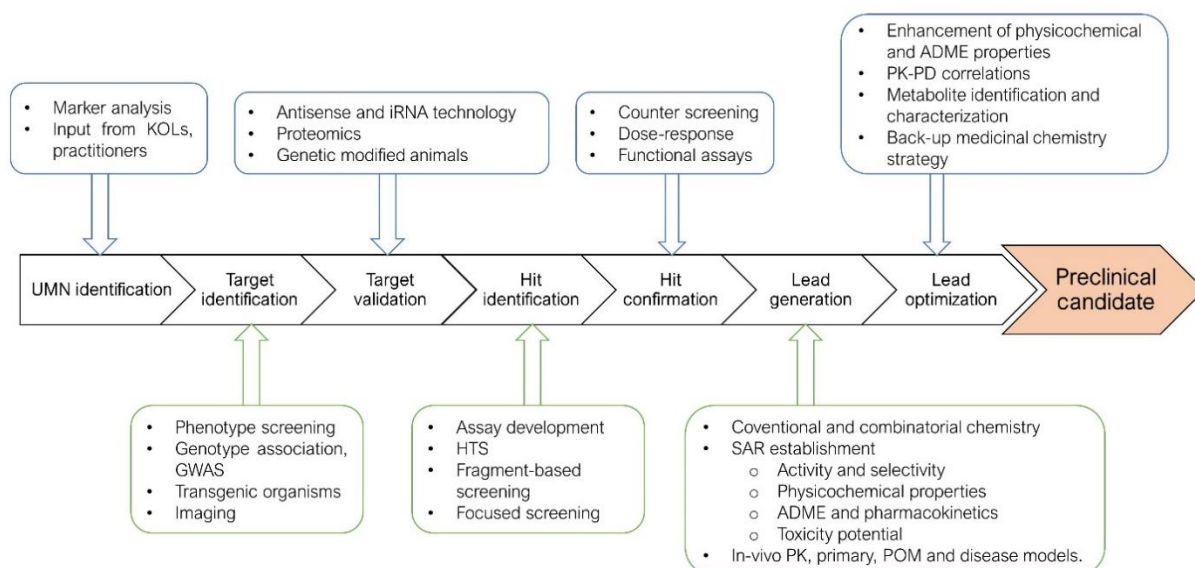 • Marker analysis
• Input from KOLs,
practitioners
• Antisense and iRNA technology
• Proteomics
• Genetic modified animals
• Counter screening
• Dose-response
• Functional assays
• Enhancement of physicochemical
and ADME properties
• PK-PD correlations
• Metabolite identification and
characterization
• Back-up medicinal chemistry
strategy
UMN identification
Target
identification
Target
validation
Hit
identification
Hit
confirmation
Lead
generation
Lead
optimization
Preclinical
candidate
• Phenotype screening
• Genotype association,
GWAS
• Transgenic organisms
• Imaging
• Assay development
• HTS
• Fragment-based
screening
• Focused screening
• Coventional and combinatorial chemistry
• SAR establishment
o Activity and selectivity
o Physicochemical properties
o ADME and pharmacokinetics
o Toxicity potential
• In-vivo PK, primary, POM and disease models.